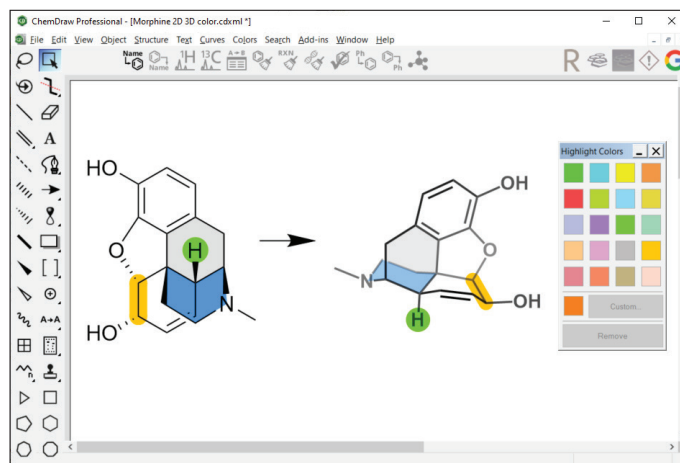 ChemDraw Professional - [Morphine 2D 3D color.cdxml *]
File Edit View Object Structure Text Curves Colors Search Add-ins Window Help
Name
Name
1H
13C
A→B
RXN
Ph
Ph
R
G
A
A→A
n
HO
H
O
N
HO
OH
O
N
OH
H
Highlight Colors
Custom...
Remove